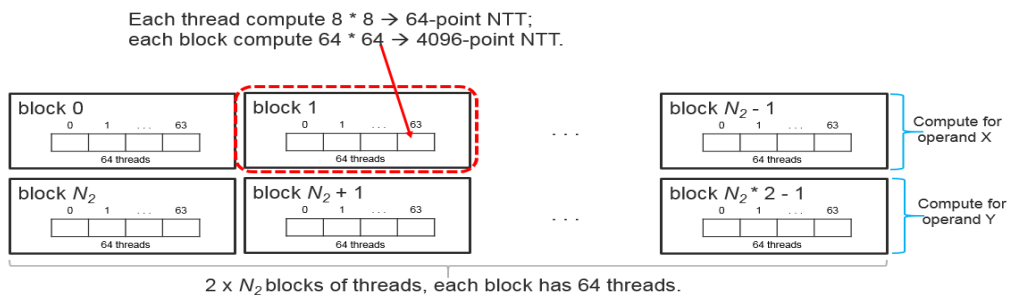 Each thread compute 8 * 8 → 64-point NTT;
each block compute 64 * 64 → 4096-point NTT.
block 0
0 1 ... 63
64 threads
block 1
0 1 ... 63
64 threads
. . .
block N₂ - 1
0 1 ... 63
64 threads
Compute for
operand X
block N₂
0 1 ... 63
64 threads
block N₂ + 1
0 1 ... 63
64 threads
. . .
block N₂ * 2 - 1
0 1 ... 63
64 threads
Compute for
operand Y
2 x N₂ blocks of threads, each block has 64 threads.